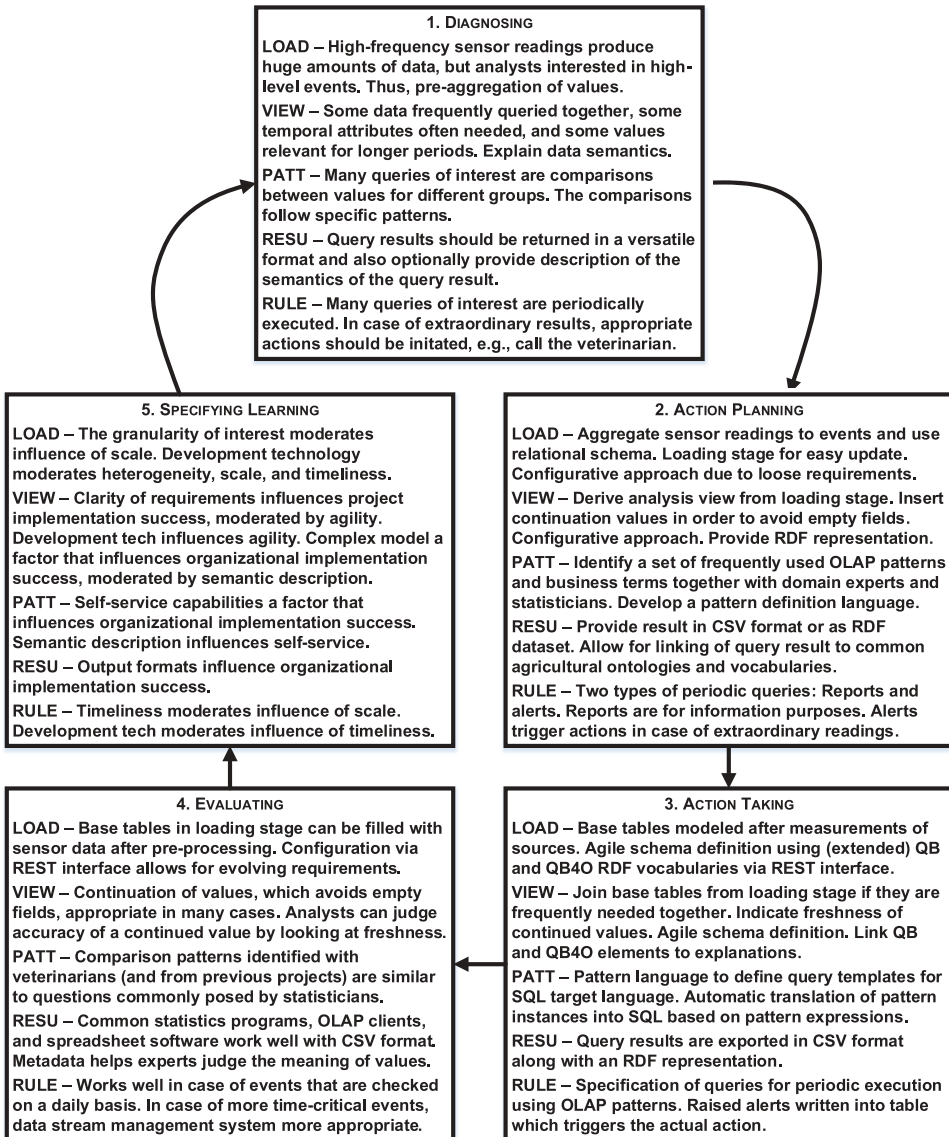 1. DIAGNOSING
LOAD – High-frequency sensor readings produce
huge amounts of data, but analysts interested in high-
level events. Thus, pre-aggregation of values.
VIEW – Some data frequently queried together, some
temporal attributes often needed, and some values
relevant for longer periods. Explain data semantics.
PATT – Many queries of interest are comparisons
between values for different groups. The comparisons
follow specific patterns.
RESU – Query results should be returned in a versatile
format and also optionally provide description of the
semantics of the query result.
RULE – Many queries of interest are periodically
executed. In case of extraordinary results, appropriate
actions should be initated, e.g., call the veterinarian.
2. ACTION PLANNING
LOAD – Aggregate sensor readings to events and use
relational schema. Loading stage for easy update.
Configurative approach due to loose requirements.
VIEW – Derive analysis view from loading stage. Insert
continuation values in order to avoid empty fields.
Configurative approach. Provide RDF representation.
PATT – Identify a set of frequently used OLAP patterns
and business terms together with domain experts and
statisticians. Develop a pattern definition language.
RESU – Provide result in CSV format or as RDF
dataset. Allow for linking of query result to common
agricultural ontologies and vocabularies.
RULE – Two types of periodic queries: Reports and
alerts. Reports are for information purposes. Alerts
trigger actions in case of extraordinary readings.
3. ACTION TAKING
LOAD – Base tables modeled after measurements of
sources. Agile schema definition using (extended) QB
and QB4O RDF vocabularies via REST interface.
VIEW – Join base tables from loading stage if they are
frequently needed together. Indicate freshness of
continued values. Agile schema definition. Link QB
and QB4O elements to explanations.
PATT – Pattern language to define query templates for
SQL target language. Automatic translation of pattern
instances into SQL based on pattern expressions.
RESU – Query results are exported in CSV format
along with an RDF representation.
RULE – Specification of queries for periodic execution
using OLAP patterns. Raised alerts written into table
which triggers the actual action.
4. EVALUATING
LOAD – Base tables in loading stage can be filled with
sensor data after pre-processing. Configuration via
REST interface allows for evolving requirements.
VIEW – Continuation of values, which avoids empty
fields, appropriate in many cases. Analysts can judge
accuracy of a continued value by looking at freshness.
PATT – Comparison patterns identified with
veterinarians (and from previous projects) are similar
to questions commonly posed by statisticians.
RESU – Common statistics programs, OLAP clients,
and spreadsheet software work well with CSV format.
Metadata helps experts judge the meaning of values.
RULE – Works well in case of events that are checked
on a daily basis. In case of more time-critical events,
data stream management system more appropriate.
5. SPECIFYING LEARNING
LOAD – The granularity of interest moderates
influence of scale. Development technology
moderates heterogeneity, scale, and timeliness.
VIEW – Clarity of requirements influences project
implementation success, moderated by agility.
Development tech influences agility. Complex model a
factor that influences organizational implementation
success, moderated by semantic description.
PATT – Self-service capabilities a factor that
influences organizational implementation success.
Semantic description influences self-service.
RESU – Output formats influence organizational
implementation success.
RULE – Timeliness moderates influence of scale.
Development tech moderates influence of timeliness.